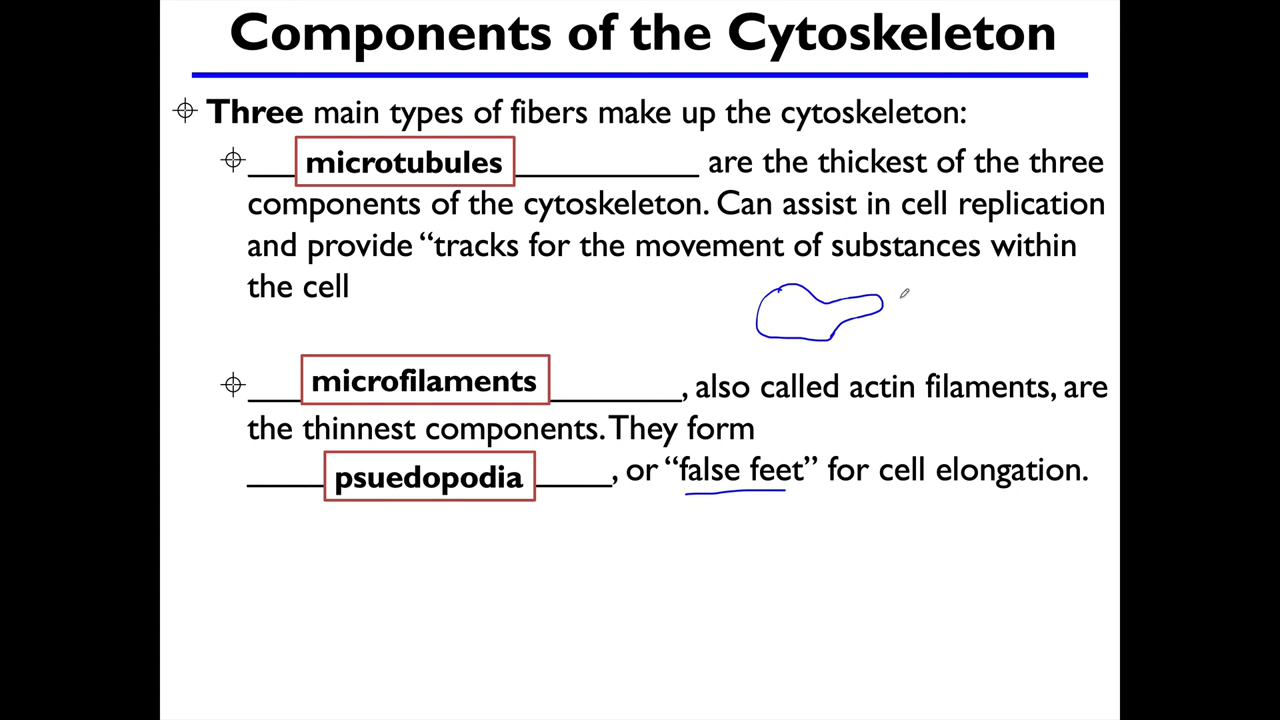 Components of the Cytoskeleton
Three main types of fibers make up the cytoskeleton:
___microtubules____________ are the thickest of the three
components of the cytoskeleton. Can assist in cell replication
and provide “tracks for the movement of substances within
the cell
___microfilaments________, also called actin filaments, are
the thinnest components. They form
_____psuedopodia_____, or “false feet” for cell elongation.